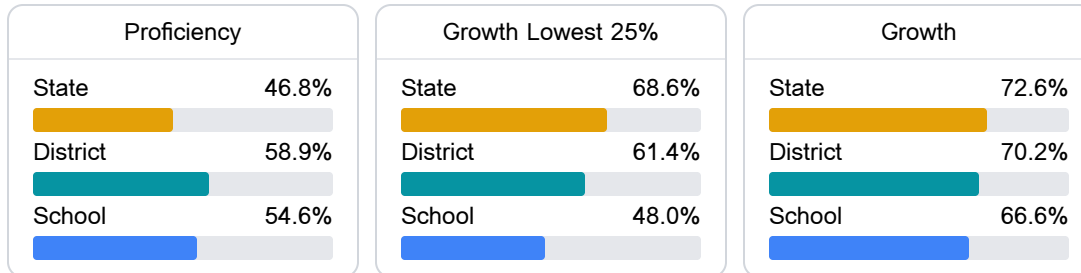 Proficiency
State 46.8%
District 58.9%
School 54.6%
Growth Lowest 25%
State 68.6%
District 61.4%
School 48.0%
Growth
State 72.6%
District 70.2%
School 66.6%